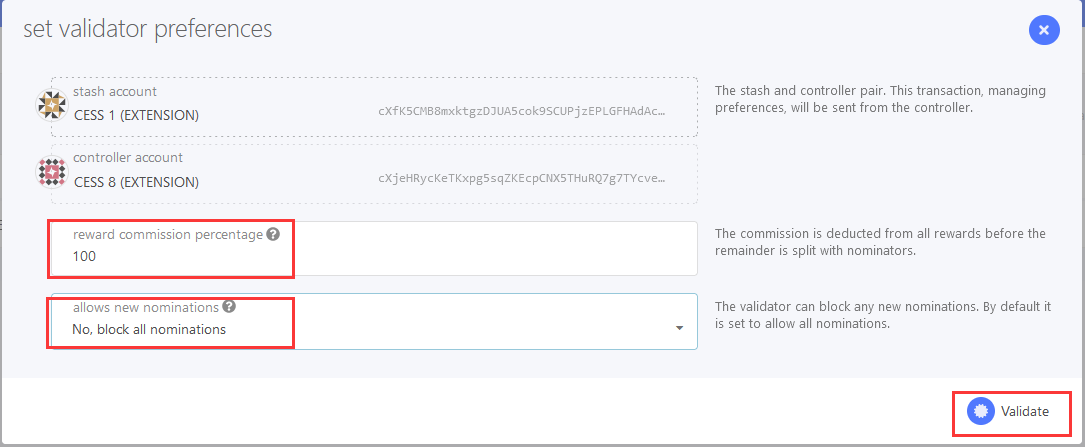 set validator preferences
stash account
CESS 1 (EXTENSION)
cXfK5CMB8mxktgzDJUA5cok9SCUPjzEPLGFHAdAc…
The stash and controller pair. This transaction, managing
preferences, will be sent from the controller.
controller account
CESS 8 (EXTENSION)
cXjeHRycKeTKxpg5sqZKEcpCNX5THuRQ7g7TYcve…
reward commission percentage
100
The commission is deducted from all rewards before the
remainder is split with nominators.
allows new nominations
No, block all nominations
The validator can block any new nominations. By default it
is set to allow all nominations.
Validate